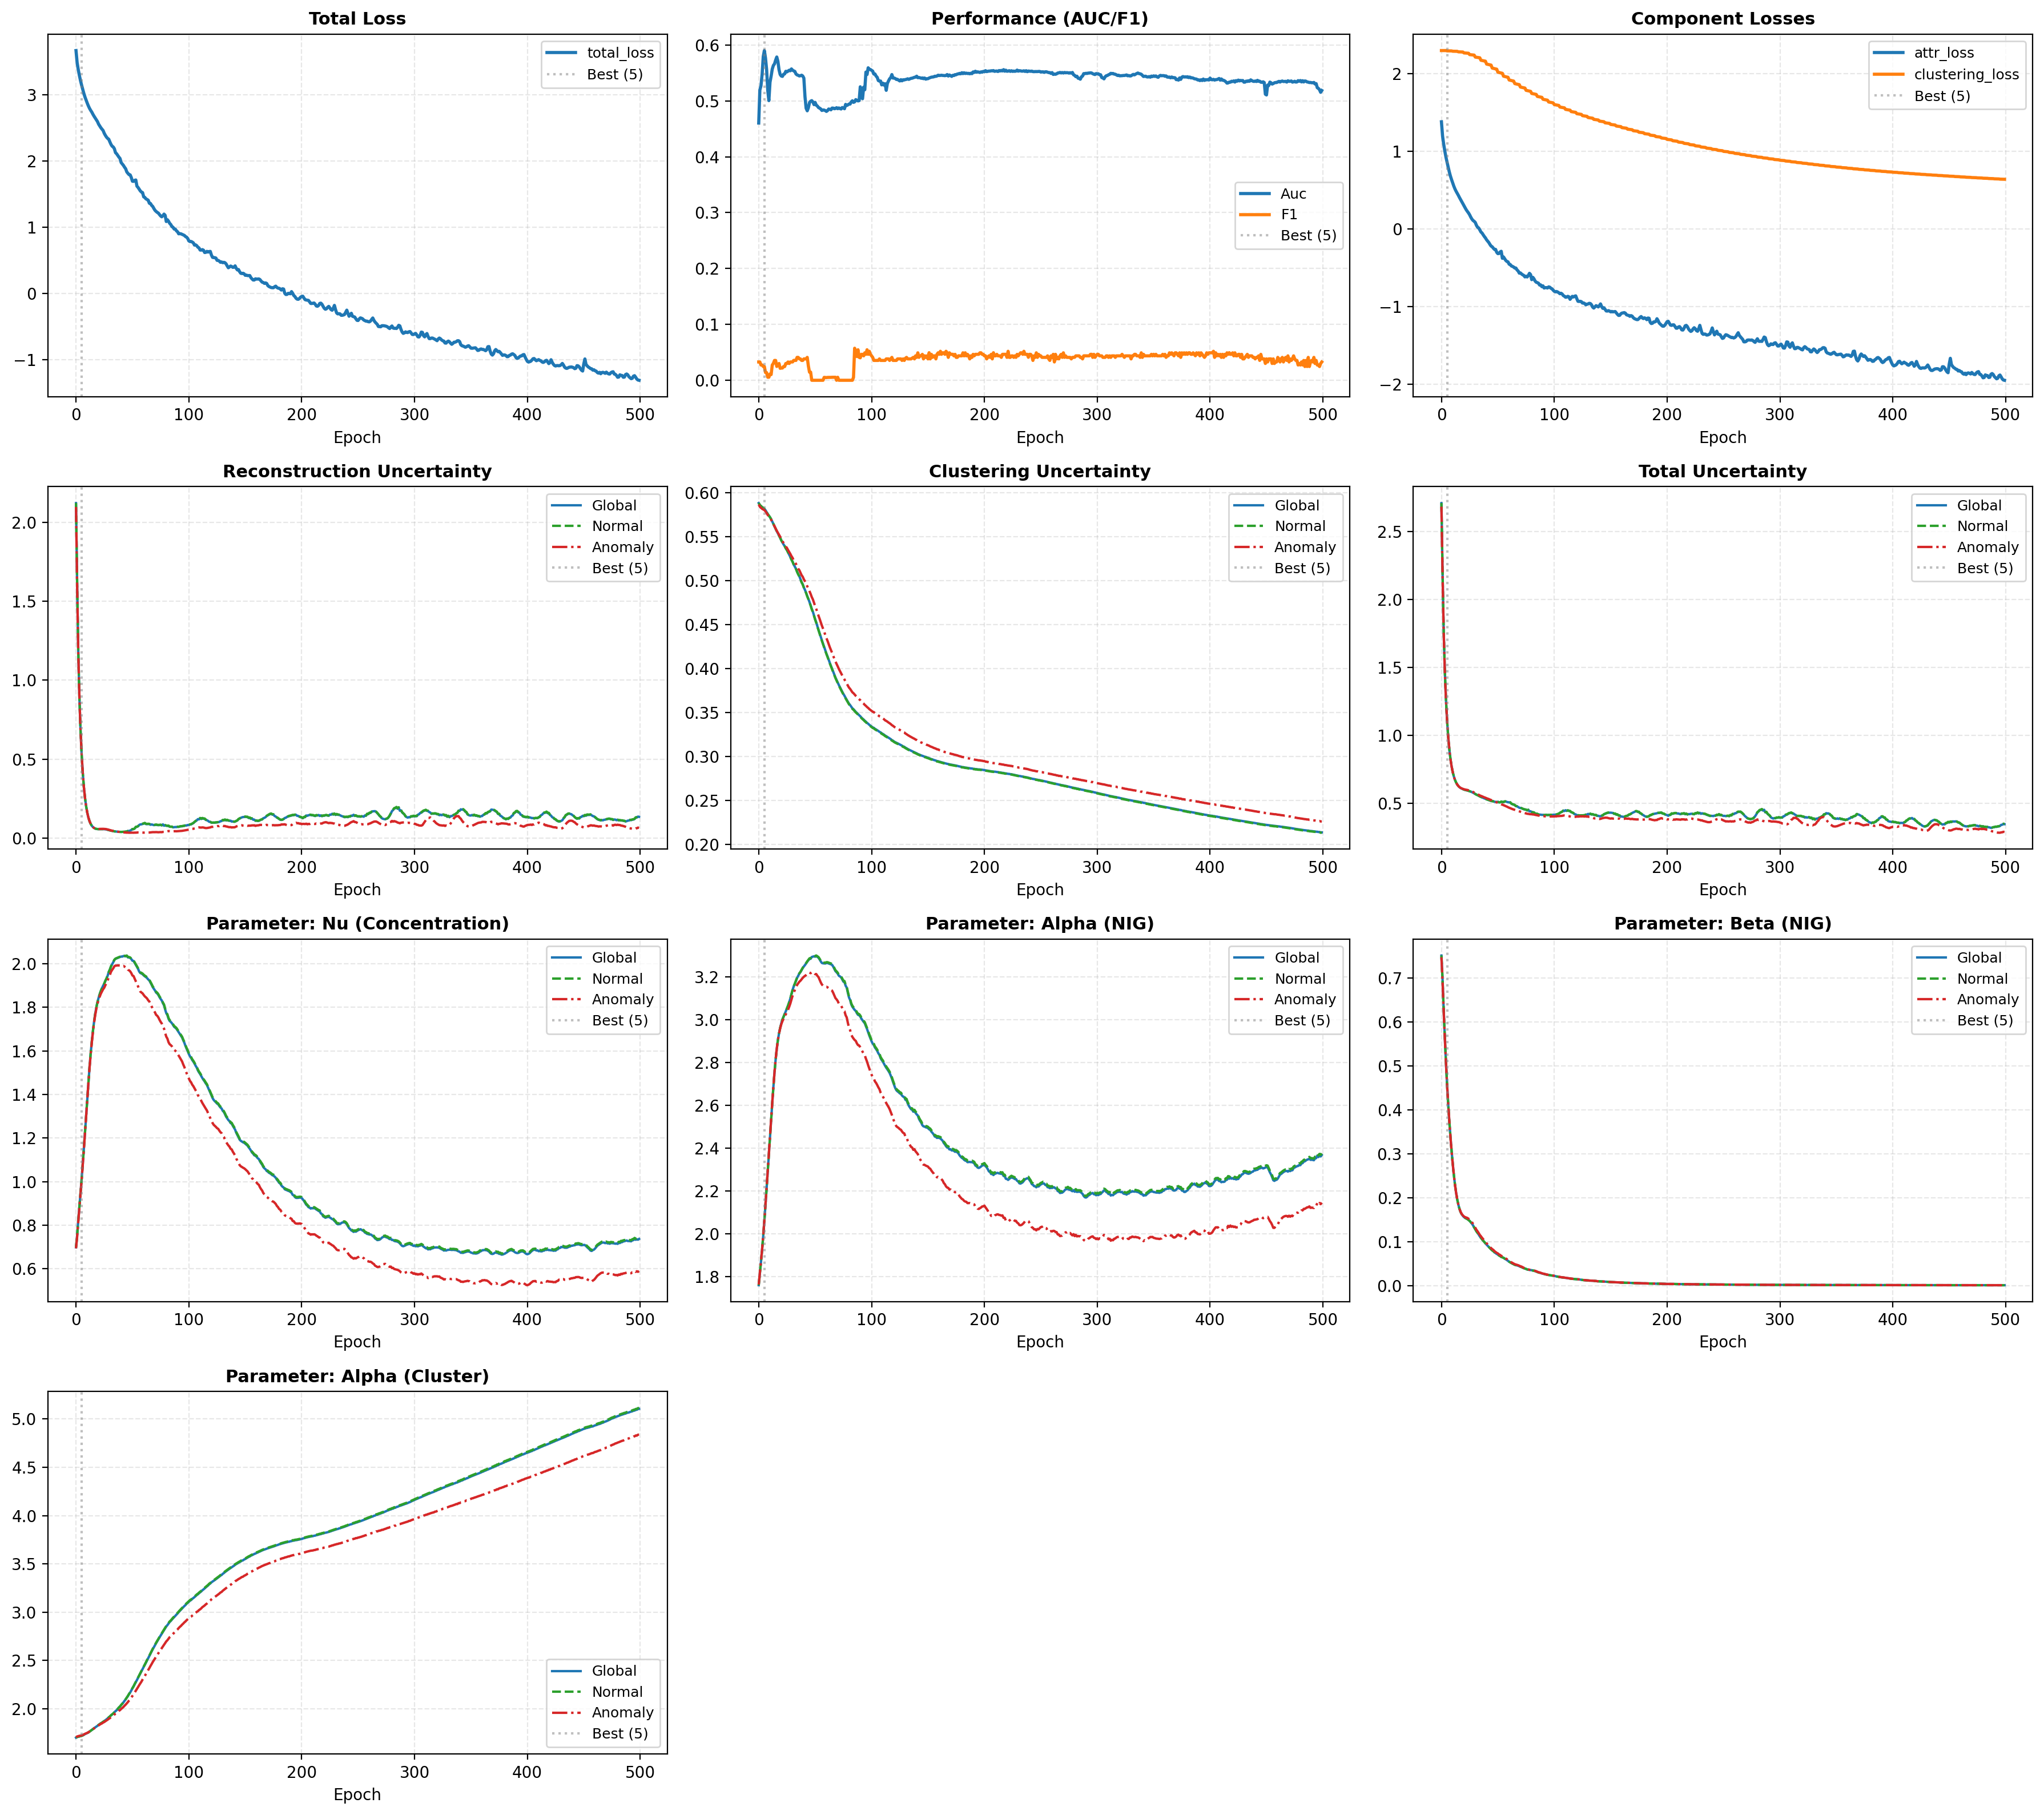 Total Loss
3
2
1
0
−1
0
100
200
300
400
500
Epoch
total_loss
Best (5)
Performance (AUC/F1)
0.6
0.5
0.4
0.3
0.2
0.1
0.0
0
100
200
300
400
500
Epoch
Auc
F1
Best (5)
Component Losses
2
1
0
−1
−2
0
100
200
300
400
500
Epoch
attr_loss
clustering_loss
Best (5)
Reconstruction Uncertainty
2.0
1.5
1.0
0.5
0.0
0
100
200
300
400
500
Epoch
Global
Normal
Anomaly
Best (5)
Clustering Uncertainty
0.60
0.55
0.50
0.45
0.40
0.35
0.30
0.25
0.20
0
100
200
300
400
500
Epoch
Global
Normal
Anomaly
Best (5)
Total Uncertainty
2.5
2.0
1.5
1.0
0.5
0
100
200
300
400
500
Epoch
Global
Normal
Anomaly
Best (5)
Parameter: Nu (Concentration)
2.0
1.8
1.6
1.4
1.2
1.0
0.8
0.6
0
100
200
300
400
500
Epoch
Global
Normal
Anomaly
Best (5)
Parameter: Alpha (NIG)
3.2
3.0
2.8
2.6
2.4
2.2
2.0
1.8
0
100
200
300
400
500
Epoch
Global
Normal
Anomaly
Best (5)
Parameter: Beta (NIG)
0.7
0.6
0.5
0.4
0.3
0.2
0.1
0.0
0
100
200
300
400
500
Epoch
Global
Normal
Anomaly
Best (5)
Parameter: Alpha (Cluster)
5.0
4.5
4.0
3.5
3.0
2.5
2.0
0
100
200
300
400
500
Epoch
Global
Normal
Anomaly
Best (5)